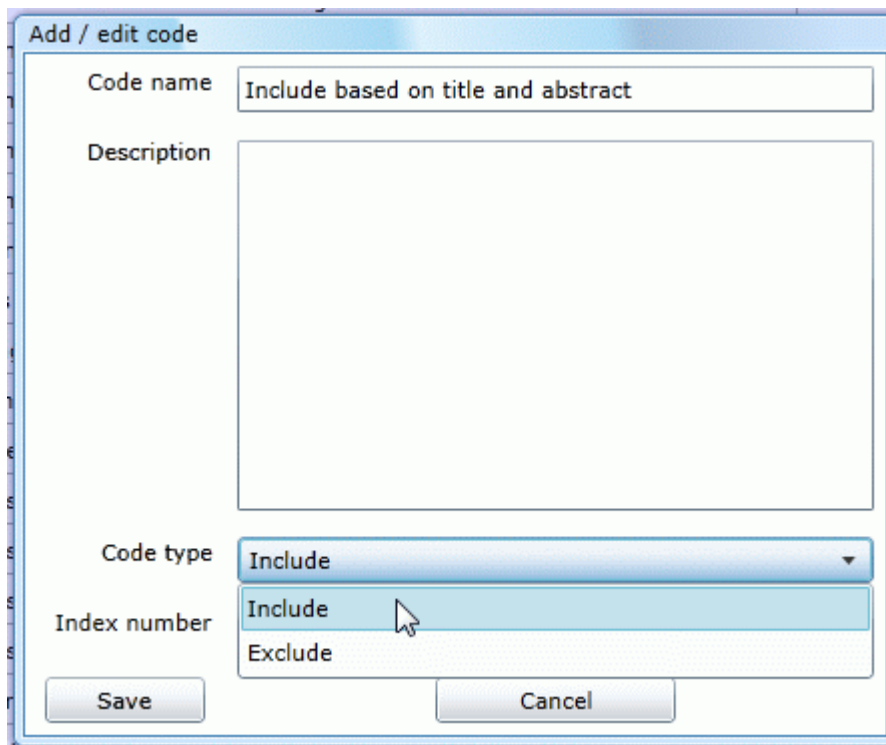 Add / edit code
Code name
Include based on title and abstract
Description
Code type
Include
Include
Index number
Exclude
Save
Cancel